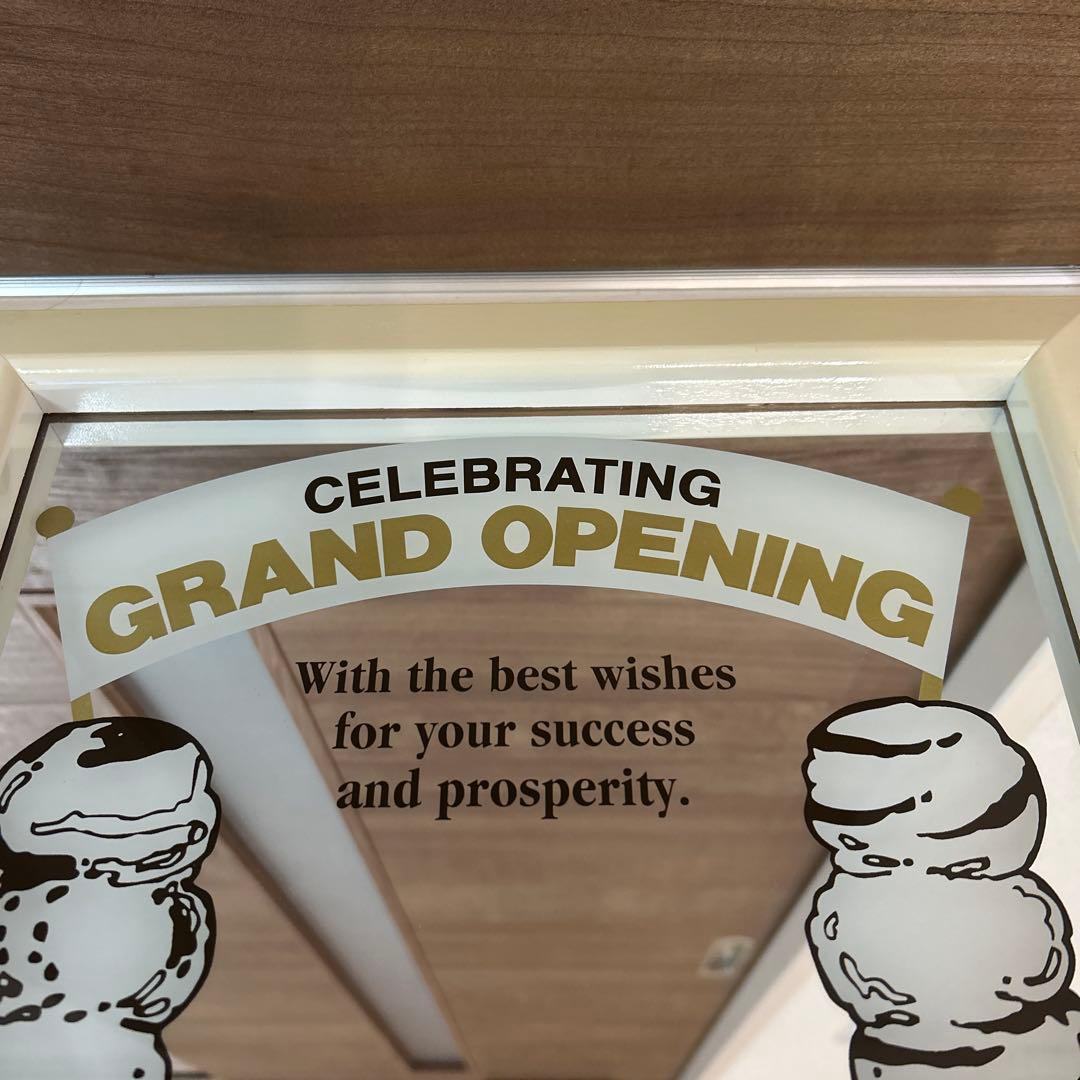 CELEBRATING
GRAND OPENING
With the best wishes
for your success
and prosperity.